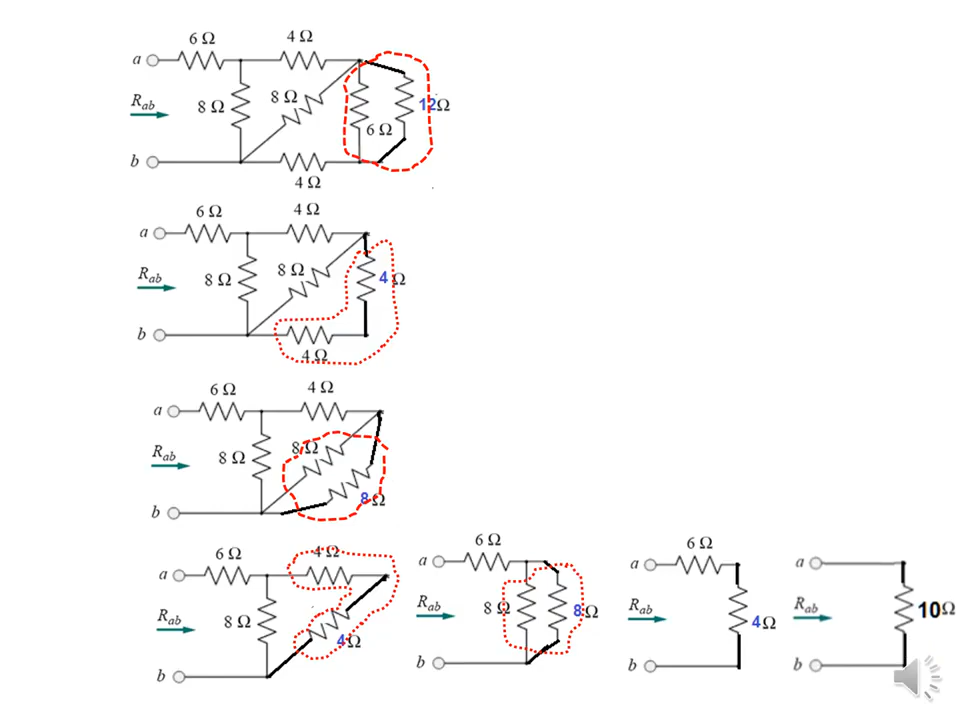 6 Ω 4 Ω
a
R_ab 8 Ω 8 Ω 12Ω
6 Ω
b
4 Ω
6 Ω 4 Ω
a
R_ab 8 Ω 8 Ω 4 Ω
b
4 Ω
6 Ω 4 Ω
a
R_ab 8 Ω 8 Ω
8 Ω
b
6 Ω 4 Ω
a
R_ab 8 Ω
4Ω
b
6 Ω
a
R_ab 8 Ω 8Ω
b
6 Ω
a
R_ab 4Ω
b
a
R_ab 10Ω
b